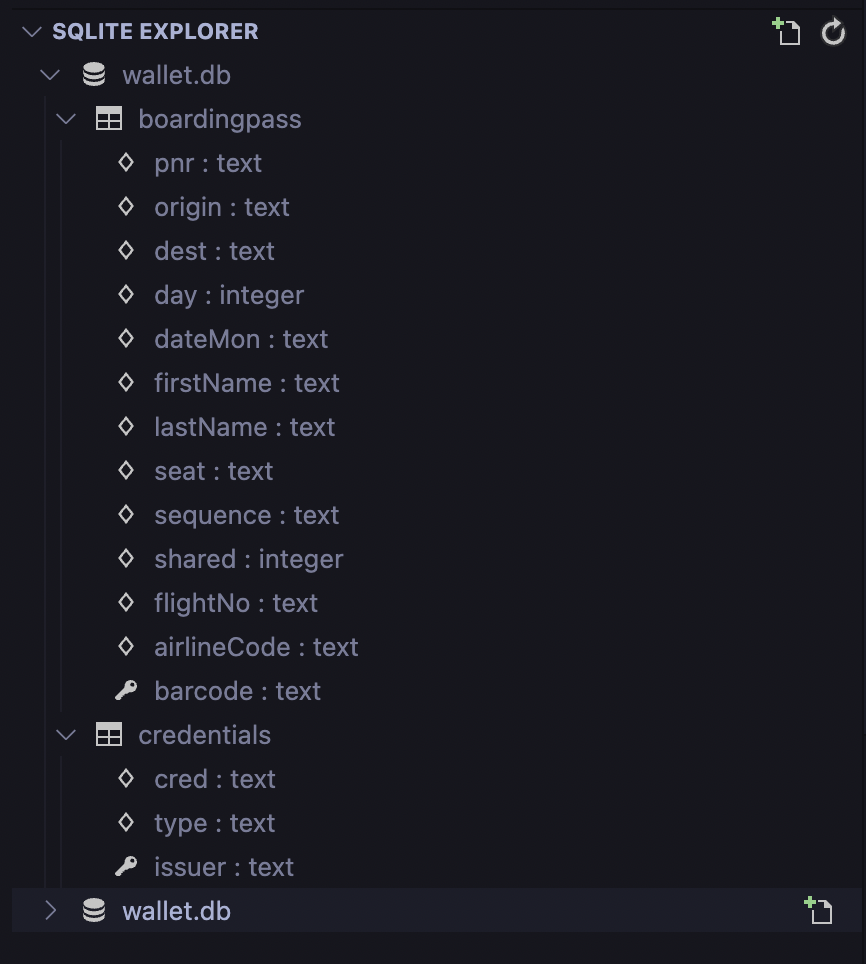 SQLITE EXPLORER
wallet.db
boardingpass
pnr : text
origin : text
dest : text
day : integer
dateMon : text
firstName : text
lastName : text
seat : text
sequence : text
shared : integer
flightNo : text
airlineCode : text
barcode : text
credentials
cred : text
type : text
issuer : text
wallet.db